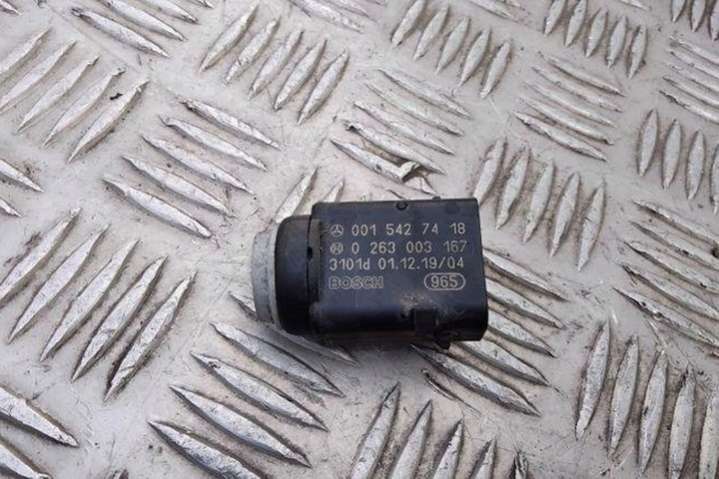 001 542 74 18
0 263 003 167
3101d 01.12.19/04
BOSCH 965